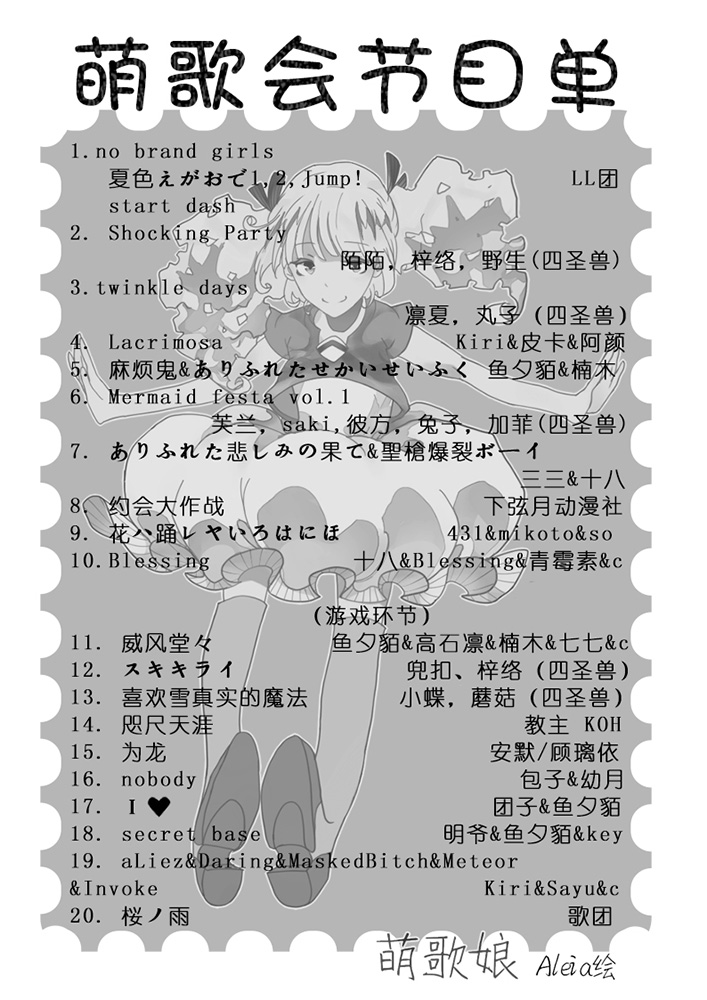 萌歌会节目单
1.no brand girls
夏色えがおで1,2,Jump! LL团
start dash
2. Shocking Party
陌陌，梓络，野生(四圣兽)
3.twinkle days
凛夏，丸子 (四圣兽)
4. Lacrimosa Kiri&皮卡&阿颜
5. 麻烦鬼&ありふれたせかいせいふく 鱼夕貊&楠木
6. Mermaid festa vol.1
芙兰，saki,彼方，兔子，加菲(四圣兽)
7. ありふれた悲しみの果て&聖槍爆裂ボーイ
三三&十八
8. 约会大作战 下弦月动漫社
9. 花ハ踊レヤいろはにほ 431&mikoto&so
10.Blessing 十八&Blessing&青霉素&c
(游戏环节)
11. 威风堂々 鱼夕貊&高石凛&楠木&七七&c
12. スキキライ 兜扣、梓络 (四圣兽)
13. 喜欢雪真实的魔法 小蝶，蘑菇 (四圣兽)
14. 咫尺天涯 教主 KOH
15. 为龙 安默/顾璃依
16. nobody 包子&幼月
17. I♥ 团子&鱼夕貊
18. secret base 明爷&鱼夕貊&key
19. aLiez&Daring&MaskedBitch&Meteor
&Invoke Kiri&Sayu&c
20. 桜ノ雨 歌团
萌歌娘 Aleia绘